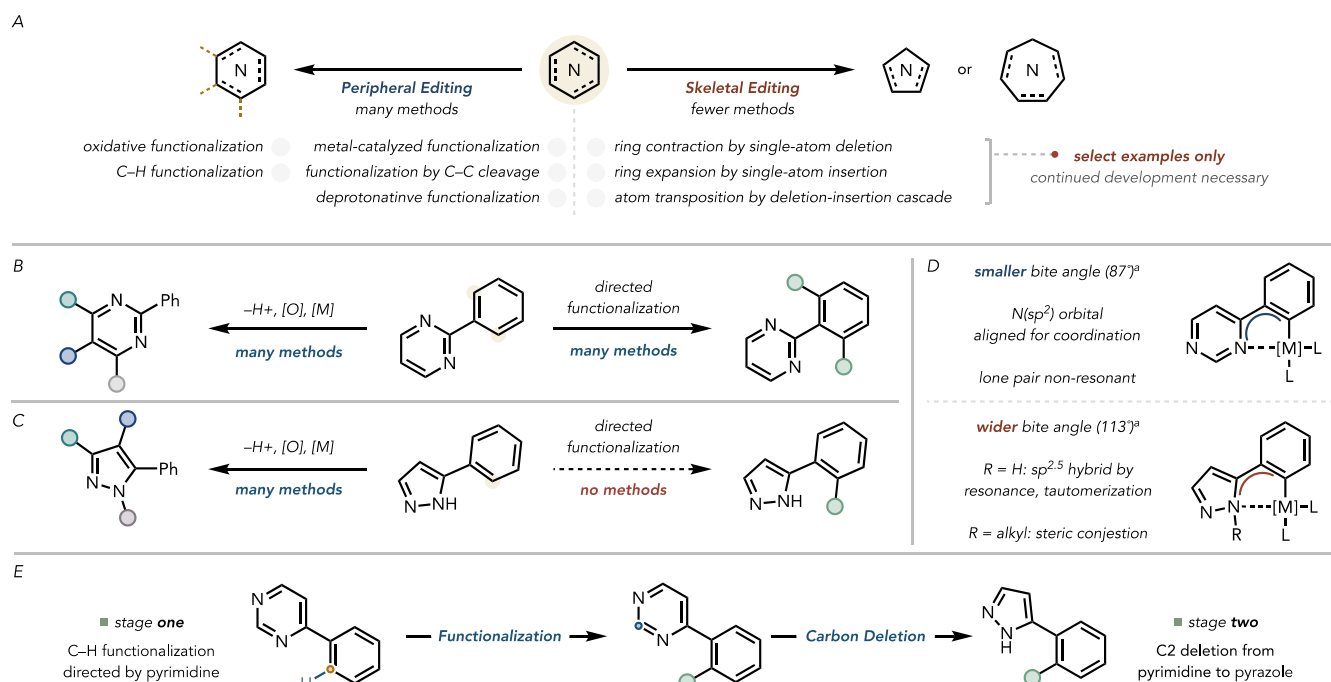 A
N
N
N
or
N
Peripheral Editing
many methods
Skeletal Editing
fewer methods
oxidative functionalization
C–H functionalization
metal-catalyzed functionalization
functionalization by C–C cleavage
deprotonatinve functionalization
ring contraction by single-atom deletion
ring expansion by single-atom insertion
atom transposition by deletion-insertion cascade
select examples only
continued development necessary
B
N
Ph
N
–H+, [O], [M]
many methods
N
N
directed
functionalization
many methods
N
N
C
N
N
Ph
–H+, [O], [M]
many methods
N
NH
directed
functionalization
no methods
N
NH
D
smaller bite angle (87°)ᵃ
N(sp²) orbital
aligned for coordination
lone pair non-resonant
N
N
[M]
L
L
wider bite angle (113°)ᵃ
R = H: sp²·⁵ hybrid by
resonance, tautomerization
R = alkyl: steric conjestion
N
N
R
[M]
L
L
E
stage one
C–H functionalization
directed by pyrimidine
N
N
H
Functionalization
N
N
Carbon Deletion
N
N
H
stage two
C2 deletion from
pyrimidine to pyrazole